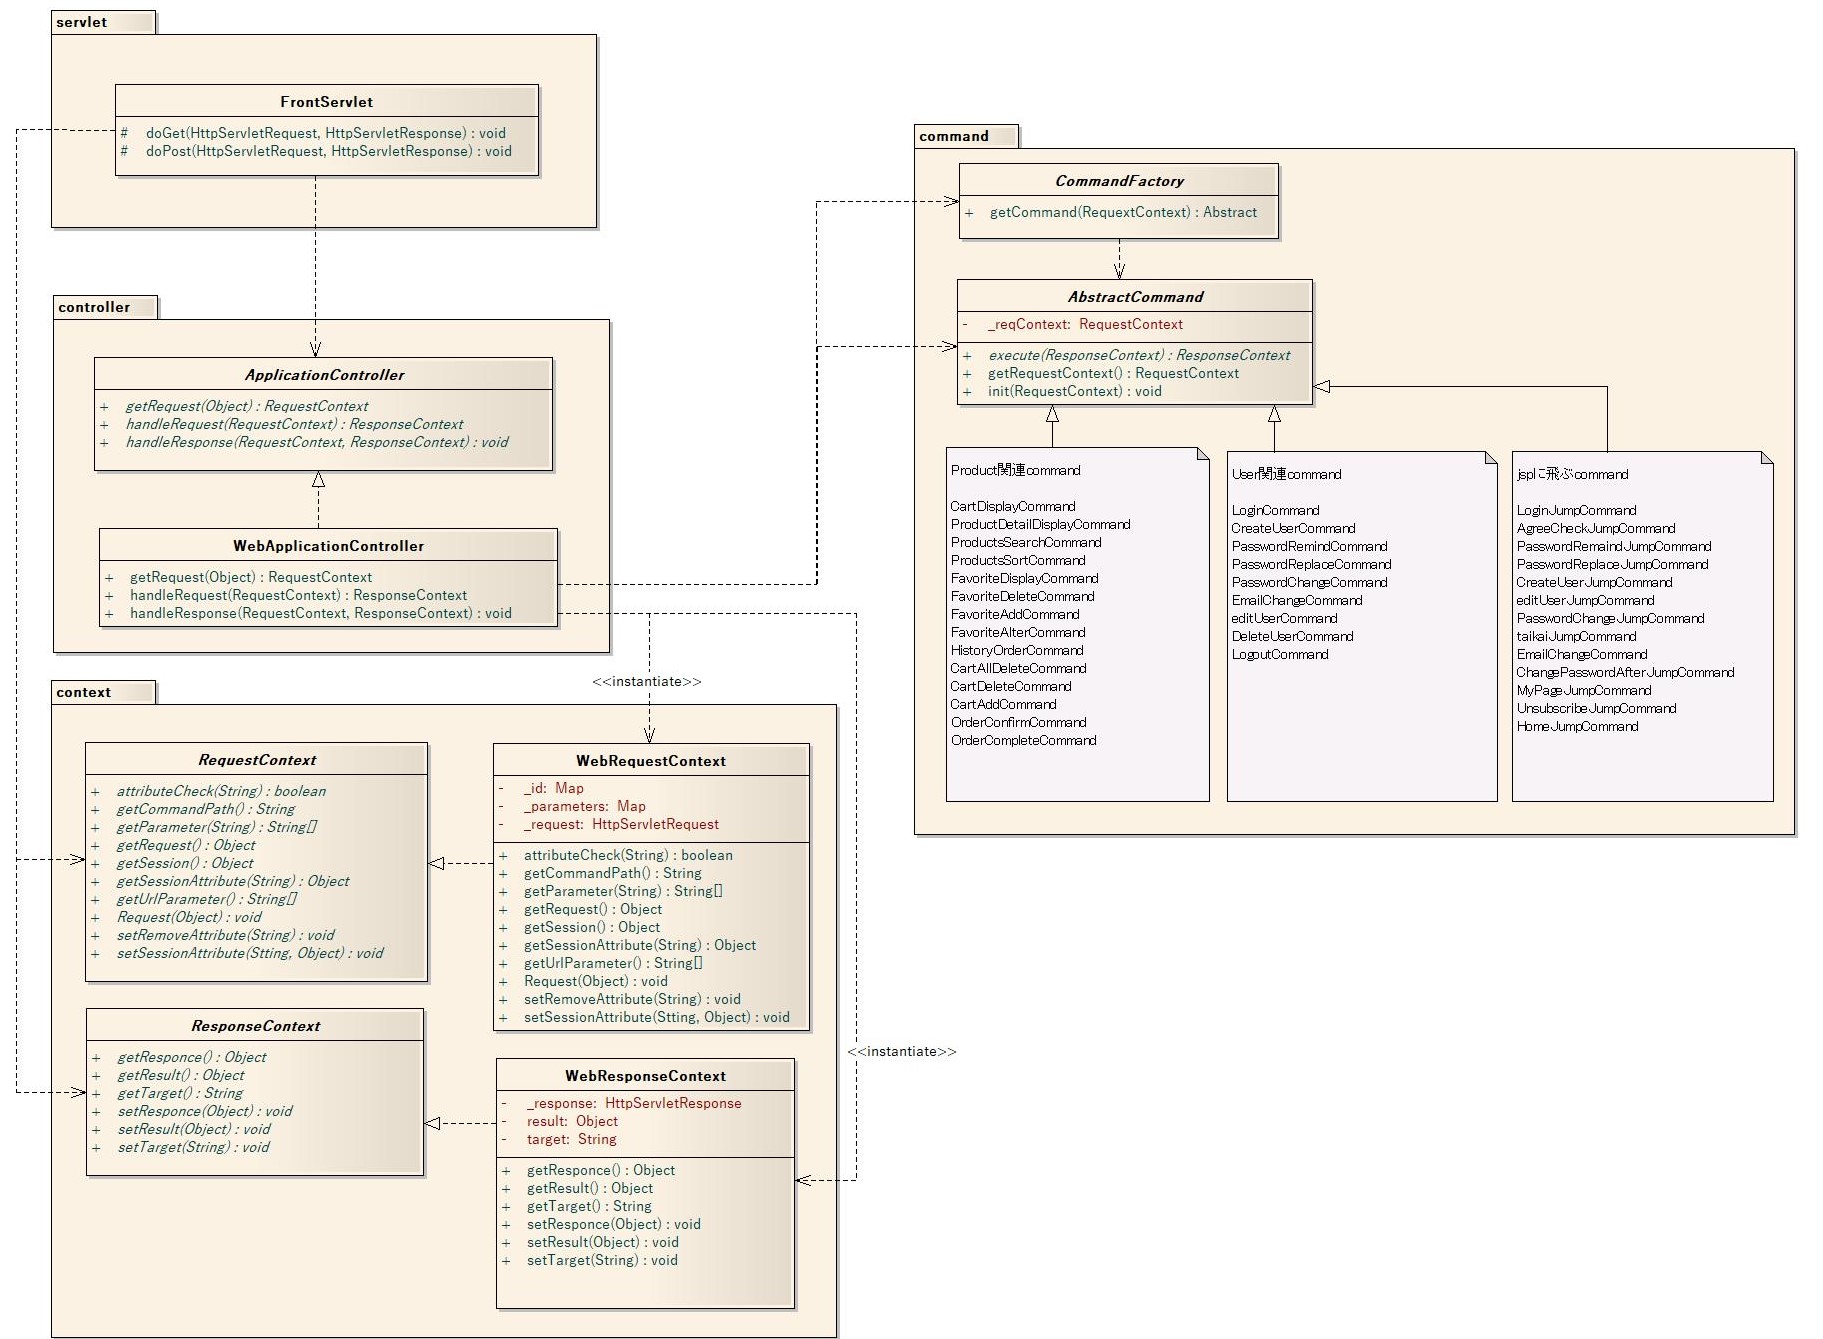 servlet
FrontServlet
# doGet(HttpServletRequest, HttpServletResponse) : void
# doPost(HttpServletRequest, HttpServletResponse) : void
controller
ApplicationController
+ getRequest(Object) : RequestContext
+ handleRequest(RequestContext) : ResponseContext
+ handleResponse(RequestContext, ResponseContext) : void
WebApplicationController
+ getRequest(Object) : RequestContext
+ handleRequest(RequestContext) : ResponseContext
+ handleResponse(RequestContext, ResponseContext) : void
<<instantiate>>
context
RequestContext
+ attributeCheck(String) : boolean
+ getCommandPath() : String
+ getParameter(String) : String[]
+ getRequest() : Object
+ getSession() : Object
+ getSessionAttribute(String) : Object
+ getUrlParameter() : String[]
+ Request(Object) : void
+ setRemoveAttribute(String) : void
+ setSessionAttribute(Stting, Object) : void
WebRequestContext
- _id: Map
- _parameters: Map
- _request: HttpServletRequest
+ attributeCheck(String) : boolean
+ getCommandPath() : String
+ getParameter(String) : String[]
+ getRequest() : Object
+ getSession() : Object
+ getSessionAttribute(String) : Object
+ getUrlParameter() : String[]
+ Request(Object) : void
+ setRemoveAttribute(String) : void
+ setSessionAttribute(Stting, Object) : void
ResponseContext
+ getResponce() : Object
+ getResult() : Object
+ getTarget() : String
+ setResponce(Object) : void
+ setResult(Object) : void
+ setTarget(String) : void
<<instantiate>>
WebResponseContext
- _response: HttpServletResponse
- result: Object
- target: String
+ getResponce() : Object
+ getResult() : Object
+ getTarget() : String
+ setResponce(Object) : void
+ setResult(Object) : void
+ setTarget(String) : void
command
CommandFactory
+ getCommand(RequextContext) : Abstract
AbstractCommand
- _reqContext: RequestContext
+ execute(ResponseContext) : ResponseContext
+ getRequestContext() : RequestContext
+ init(RequestContext) : void
Product関連command
CartDisplayCommand
ProductDetailDisplayCommand
ProductsSearchCommand
ProductsSortCommand
FavoriteDisplayCommand
FavoriteDeleteCommand
FavoriteAddCommand
FavoriteAlterCommand
HistoryOrderCommand
CartAllDeleteCommand
CartDeleteCommand
CartAddCommand
OrderConfirmCommand
OrderCompleteCommand
User関連command
LoginCommand
CreateUserCommand
PasswordRemindCommand
PasswordReplaceCommand
PasswordChangeCommand
EmailChangeCommand
editUserCommand
DeleteUserCommand
LogoutCommand
jspに飛ぶcommand
LoginJumpCommand
AgreeCheckJumpCommand
PasswordRemaindJumpCommand
PasswordReplaceJumpCommand
CreateUserJumpCommand
editUserJumpCommand
PasswordChangeJumpCommand
taikaiJumpCommand
EmailChangeCommand
ChangePasswordAfterJumpCommand
MyPageJumpCommand
UnsubscribeJumpCommand
HomeJumpCommand